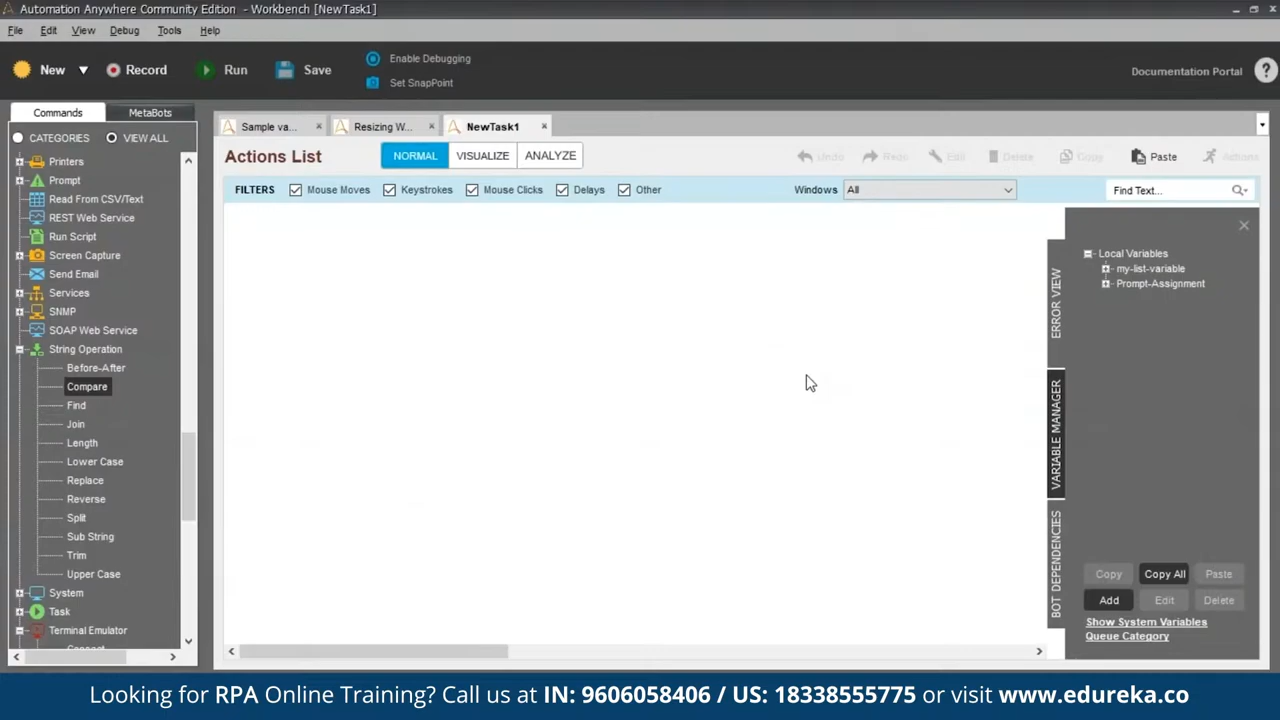 Automation Anywhere Community Edition - Workbench [NewTask1]
File Edit View Debug Tools Help
New Record Run Save
Enable Debugging
Set SnapPoint
Documentation Portal ?
Commands MetaBots
CATEGORIES VIEW ALL
Printers
Prompt
Read From CSV/Text
REST Web Service
Run Script
Screen Capture
Send Email
Services
SNMP
SOAP Web Service
String Operation
Before-After
Compare
Find
Join
Length
Lower Case
Replace
Reverse
Split
Sub String
Trim
Upper Case
System
Task
Terminal Emulator
Sample va... Resizing W... NewTask1
Actions List NORMAL VISUALIZE ANALYZE Undo Redo Edit Delete Copy Paste Actions
FILTERS Mouse Moves Keystrokes Mouse Clicks Delays Other Windows All Find Text...
ERROR VIEW
VARIABLE MANAGER
BOT DEPENDENCIES
Local Variables
my-list-variable
Prompt-Assignment
Copy Copy All Paste
Add Edit Delete
Show System Variables
Queue Category
Looking for RPA Online Training? Call us at IN: 9606058406 / US: 18338555775 or visit www.edureka.co